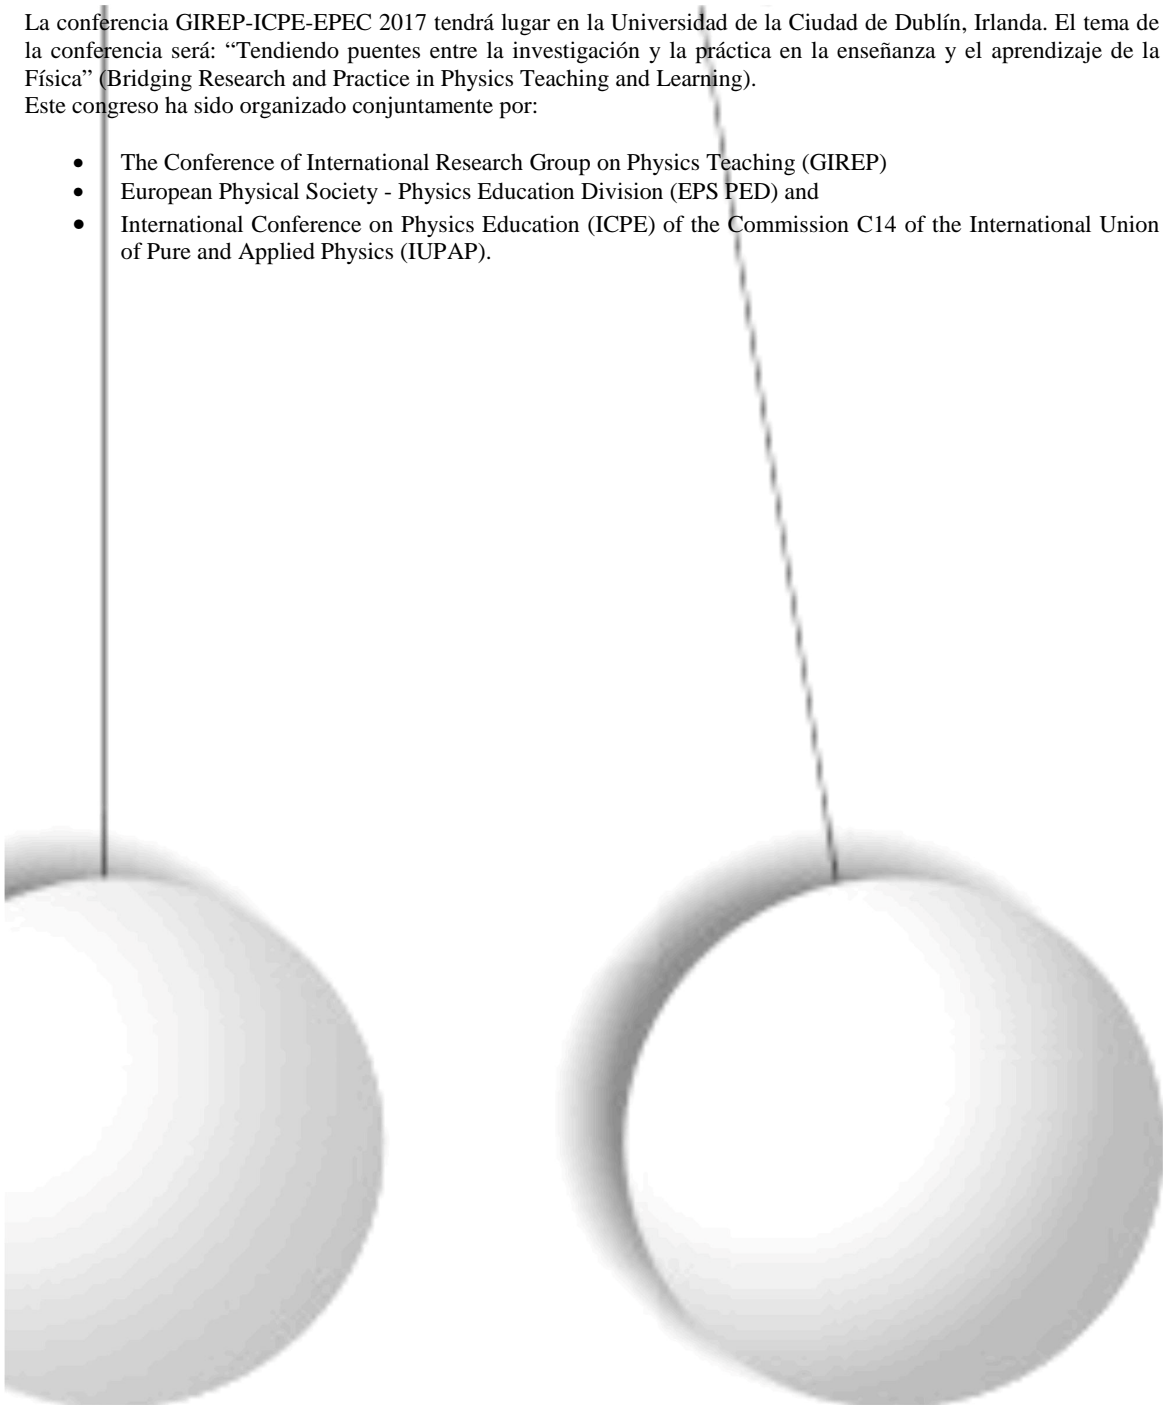 La conferencia GIREP-ICPE-EPEC 2017 tendrá lugar en la Universidad de la Ciudad de Dublín, Irlanda. El tema de
la conferencia será: “Tendiendo puentes entre la investigación y la práctica en la enseñanza y el aprendizaje de la
Física” (Bridging Research and Practice in Physics Teaching and Learning).
Este congreso ha sido organizado conjuntamente por:
• The Conference of International Research Group on Physics Teaching (GIREP)
• European Physical Society - Physics Education Division (EPS PED) and
• International Conference on Physics Education (ICPE) of the Commission C14 of the International Union
of Pure and Applied Physics (IUPAP).